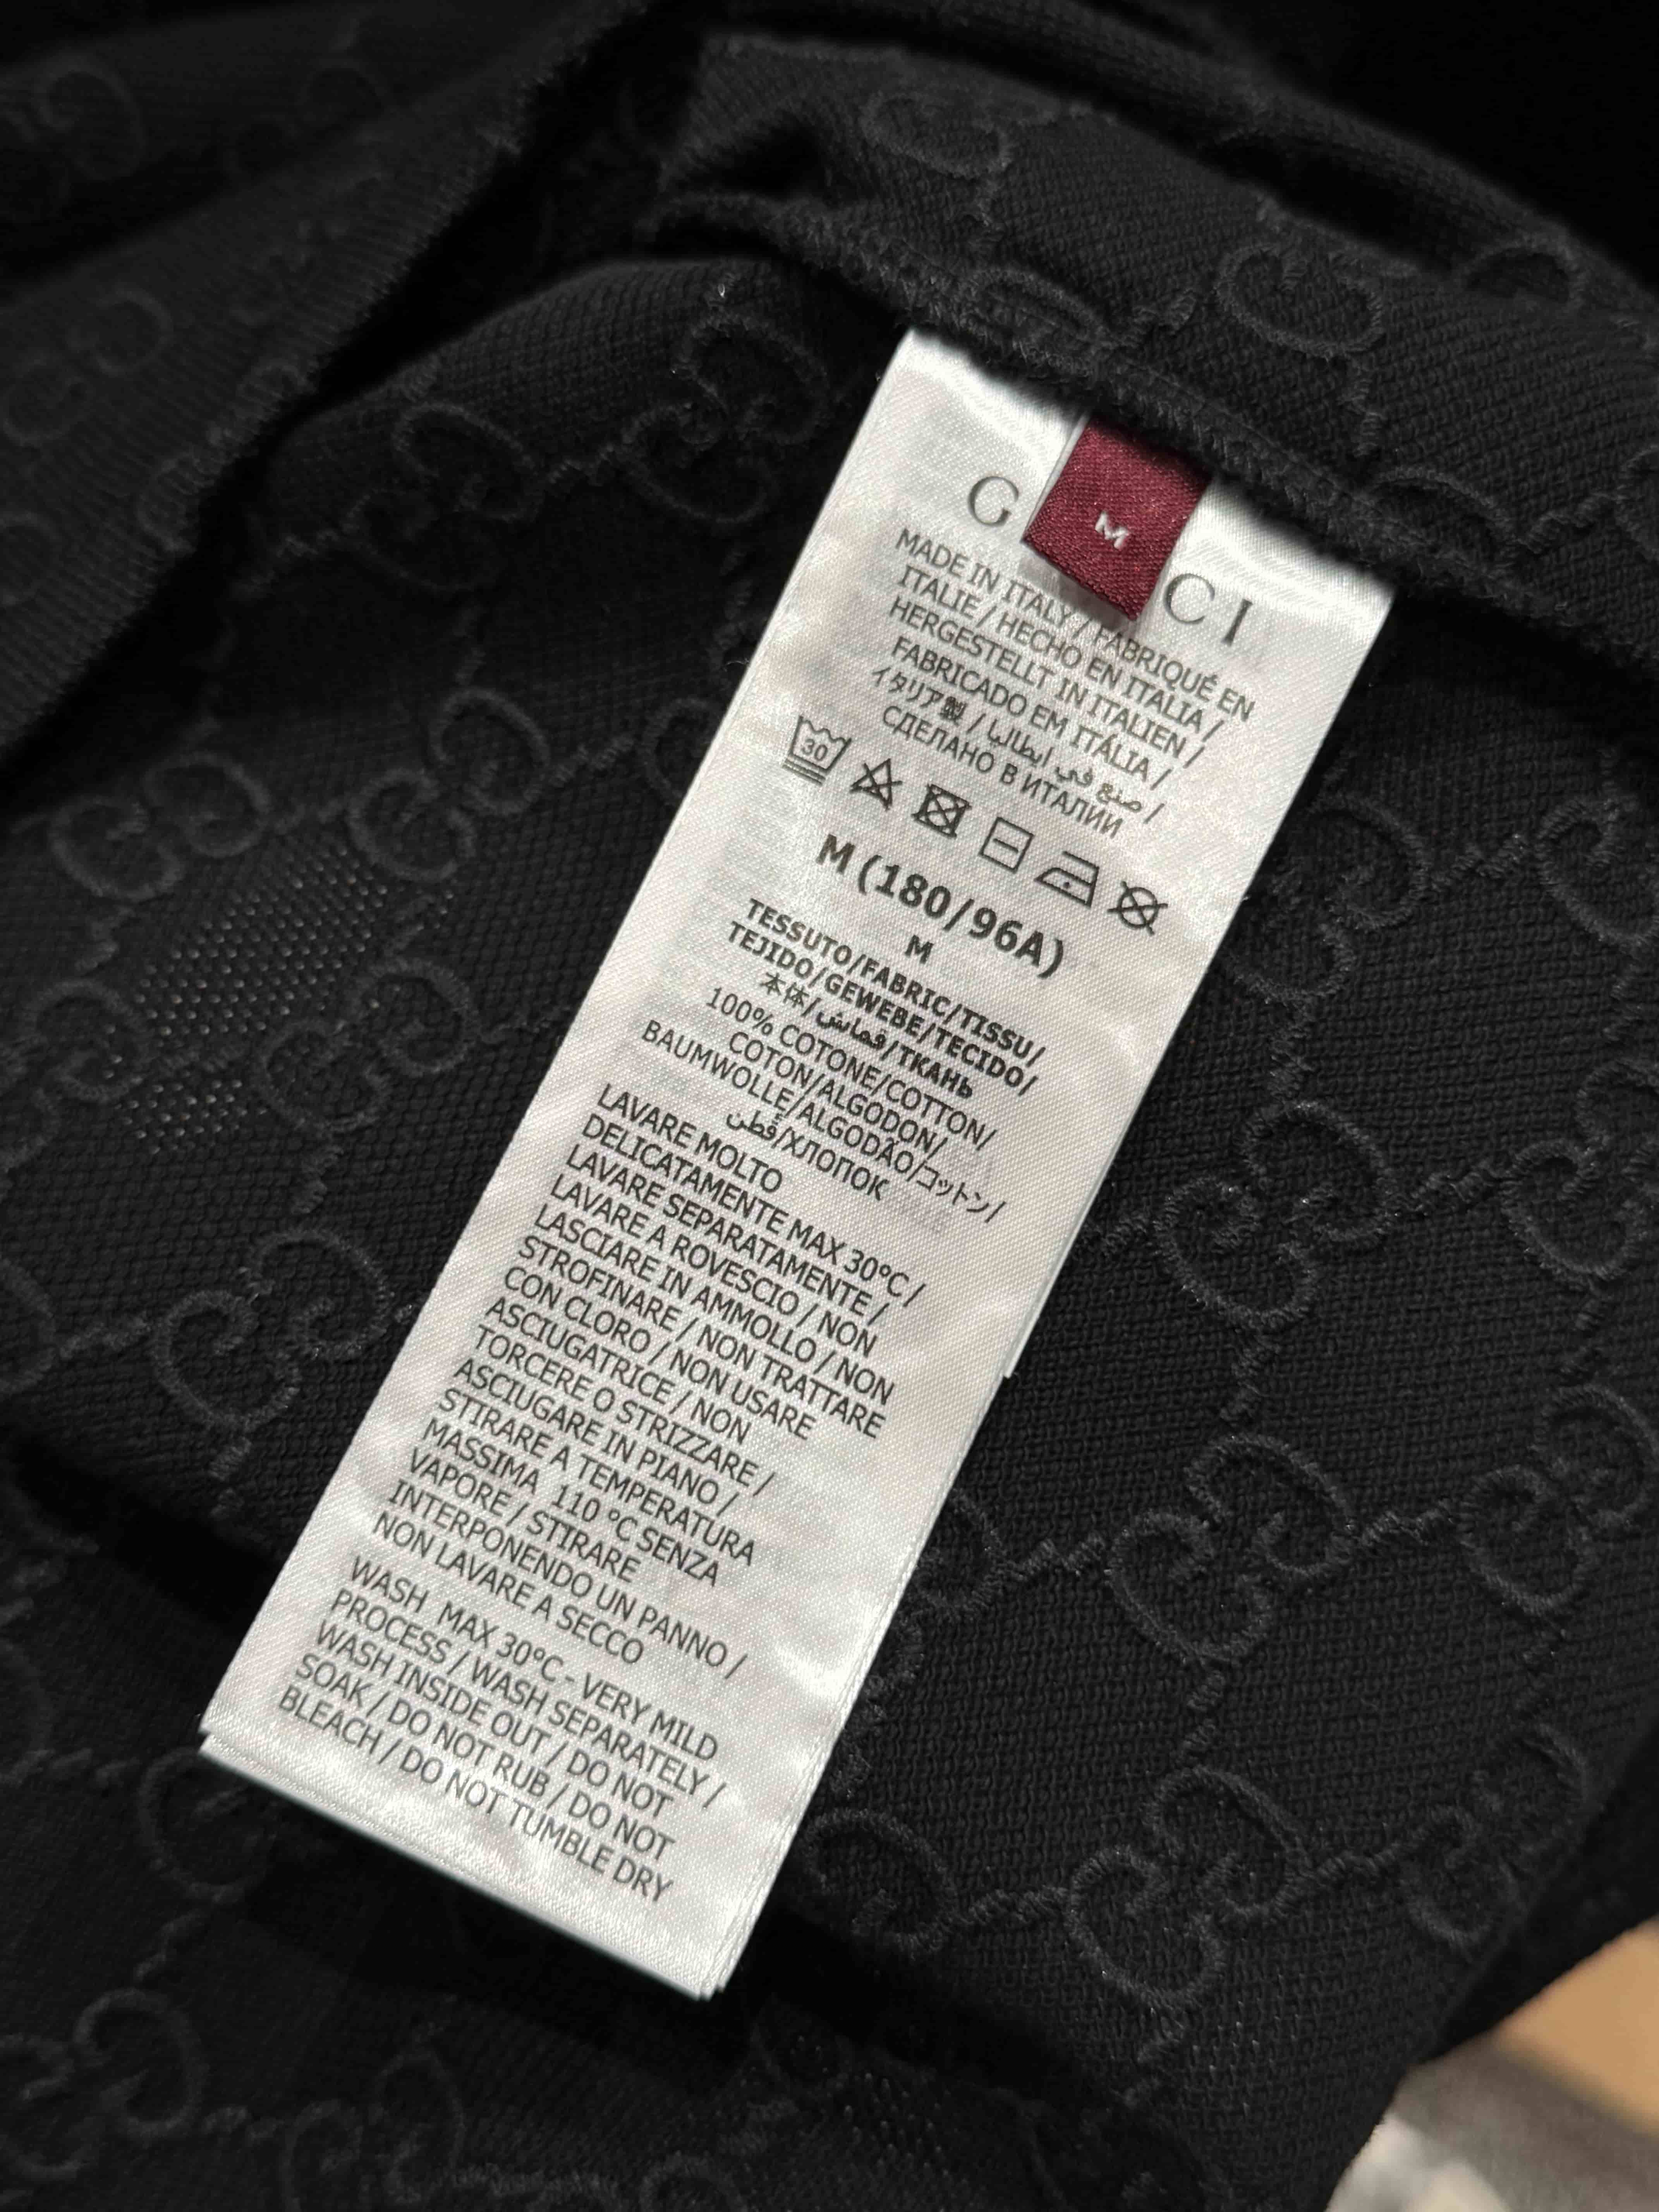 G CI
M
MADE IN ITALY / FABRIQUÉ EN
ITALIE / HECHO EN ITALIA /
HERGESTELLT IN ITALIEN /
FABRICADO EM ITÁLIA /
イタリア製 / صنع في ايطاليا /
СДЕЛАНО В ИТАЛИИ
30
M (180/96A)
M
TESSUTO/FABRIC/TISSU/
TEJIDO/GEWEBE/TECIDO/
本体/قماش/ТКАНЬ
100% COTONE/COTTON/
COTON/ALGODON/
BAUMWOLLE/ALGODÃO/コットン/
قُطن/ХЛОПОК
LAVARE MOLTO
DELICATAMENTE MAX 30°C /
LAVARE SEPARATAMENTE /
LAVARE A ROVESCIO / NON
LASCIARE IN AMMOLLO / NON
STROFINARE / NON TRATTARE
CON CLORO / NON USARE
ASCIUGATRICE / NON
TORCERE O STRIZZARE /
ASCIUGARE IN PIANO /
STIRARE A TEMPERATURA
MASSIMA 110 °C SENZA
VAPORE / STIRARE
INTERPONENDO UN PANNO /
NON LAVARE A SECCO
WASH MAX 30°C - VERY MILD
PROCESS / WASH SEPARATELY /
WASH INSIDE OUT / DO NOT
SOAK / DO NOT RUB / DO NOT
BLEACH / DO NOT TUMBLE DRY